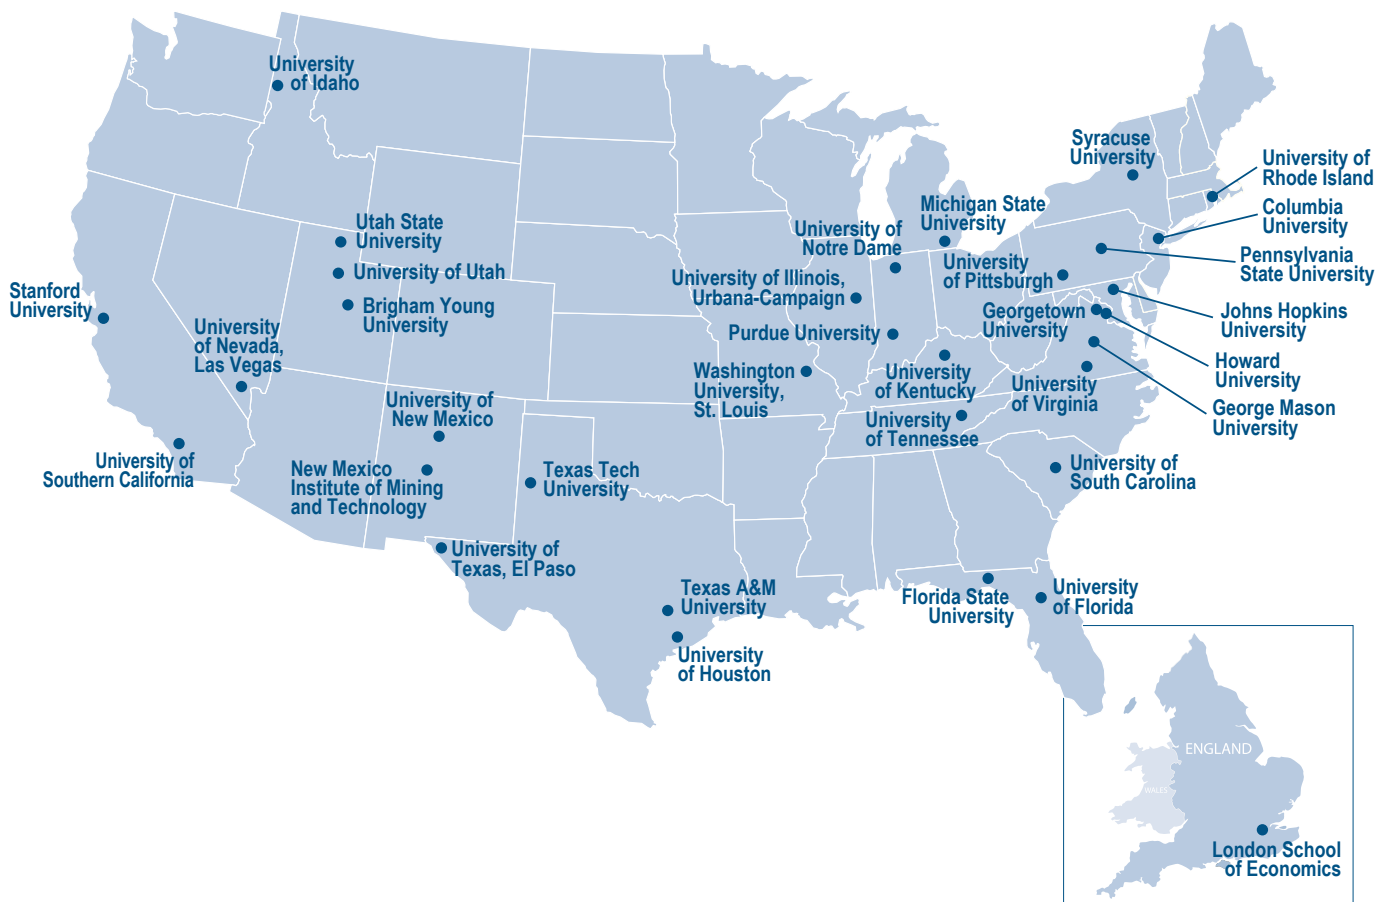 University
of Idaho
Syracuse
University
University of
Rhode Island
Columbia
University
Pennsylvania
State University
Michigan State
University
University of
Notre Dame
Utah State
University
University of Utah
Brigham Young
University
University
of Pittsburgh
University of Illinois,
Urbana-Campaign
Stanford
University
Georgetown
University
Johns Hopkins
University
University
of Nevada,
Las Vegas
Purdue University
Washington
University,
St. Louis
University
of Kentucky
University
of Virginia
Howard
University
George Mason
University
University of
New Mexico
University
of Tennessee
University of
Southern California
New Mexico
Institute of Mining
and Technology
Texas Tech
University
University of
South Carolina
University of
Texas, El Paso
Texas A&M
University
Florida State
University
University
of Florida
University
of Houston
ENGLAND
WALES
London School
of Economics